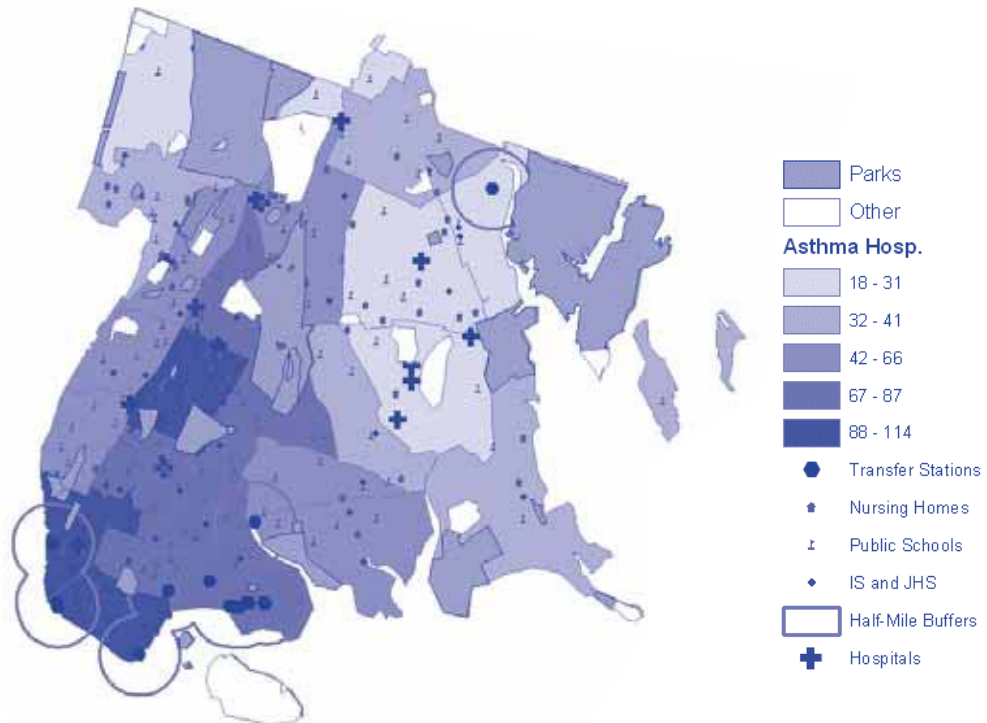 Parks
Other
Asthma Hosp.
18 - 31
32 - 41
42 - 66
67 - 87
88 - 114
Transfer Stations
Nursing Homes
Public Schools
IS and JHS
Half-Mile Buffers
Hospitals